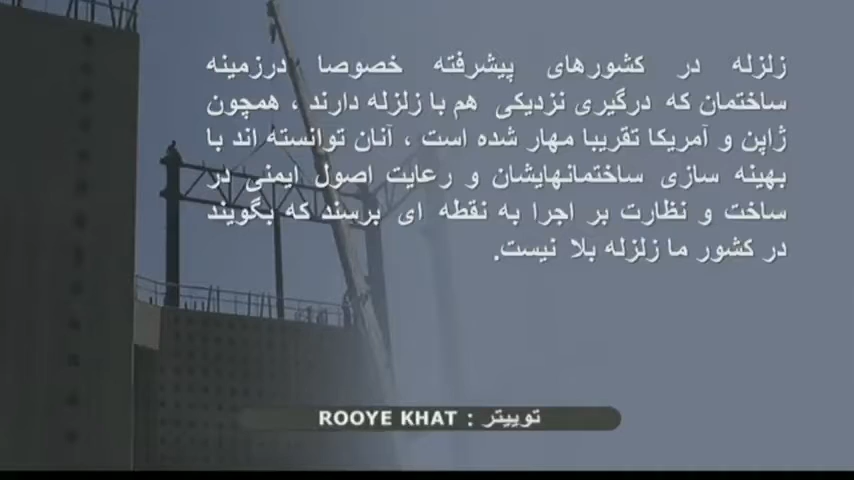 زلزله در کشورهای پیشرفته خصوصا درزمینه
ساختمان که درگیری نزدیکی هم با زلزله دارند ، همچون
ژاپن و آمریکا تقریبا مهار شده است ، آنان توانسته اند با
بهینه سازی ساختمانهایشان و رعایت اصول ایمنی در
ساخت و نظارت بر اجرا به نقطه ای برسند که بگویند
در کشور ما زلزله بلا نیست.
توییتر : ROOYE KHAT